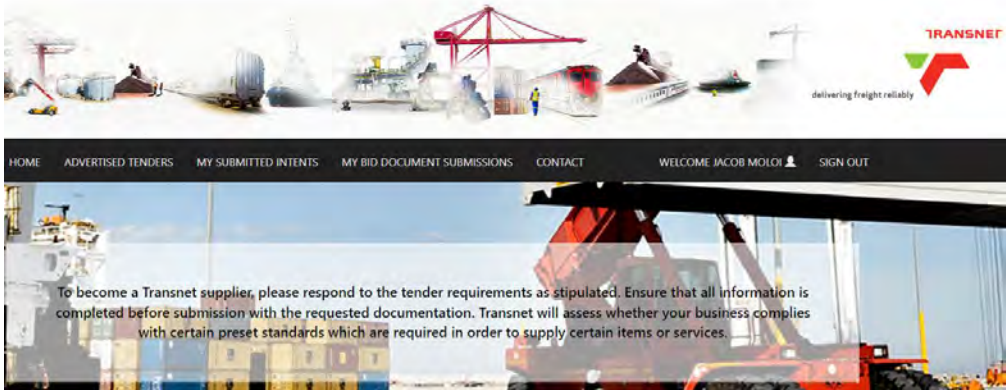 TRANSNET
delivering freight reliably
HOME ADVERTISED TENDERS MY SUBMITTED INTENTS MY BID DOCUMENT SUBMISSIONS CONTACT WELCOME JACOB MOLOI SIGN OUT
To become a Transnet supplier, please respond to the tender requirements as stipulated. Ensure that all information is
completed before submission with the requested documentation. Transnet will assess whether your business complies
with certain preset standards which are required in order to supply certain items or services.